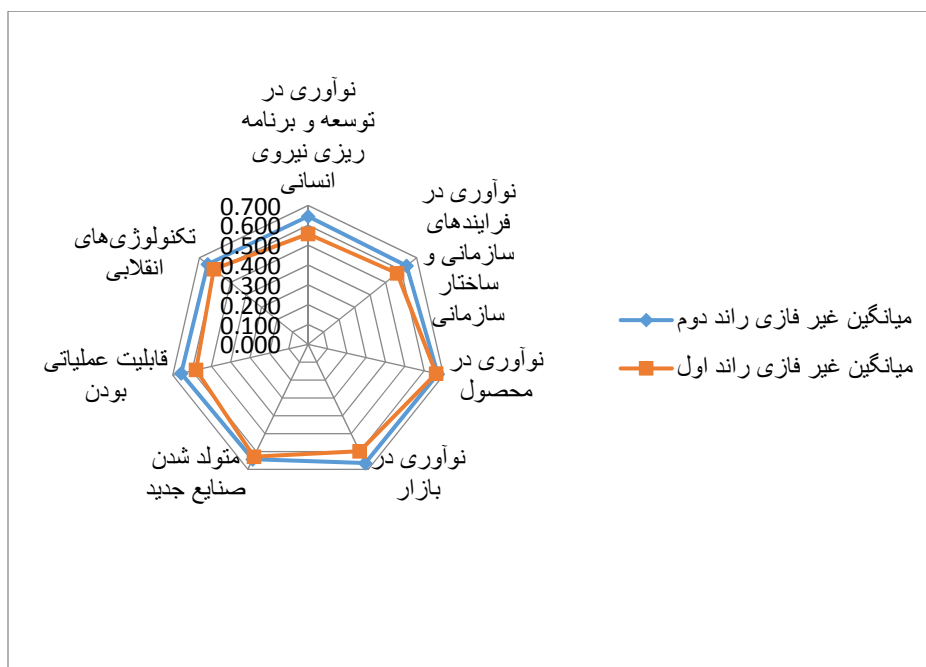 نوآوری در
توسعه و برنامه
ریزی نیروی
انسانی
نوآوری در
فرایندهای
سازمانی و
ساختار
سازمانی
نوآوری در
محصول
نوآوری در
بازار
متولد شدن
صنایع جدید
قابلیت عملیاتی
بودن
تکنولوژی‌های
انقلابی
0.700
0.600
0.500
0.400
0.300
0.200
0.100
0.000
میانگین غیر فازی راند دوم
میانگین غیر فازی راند اول